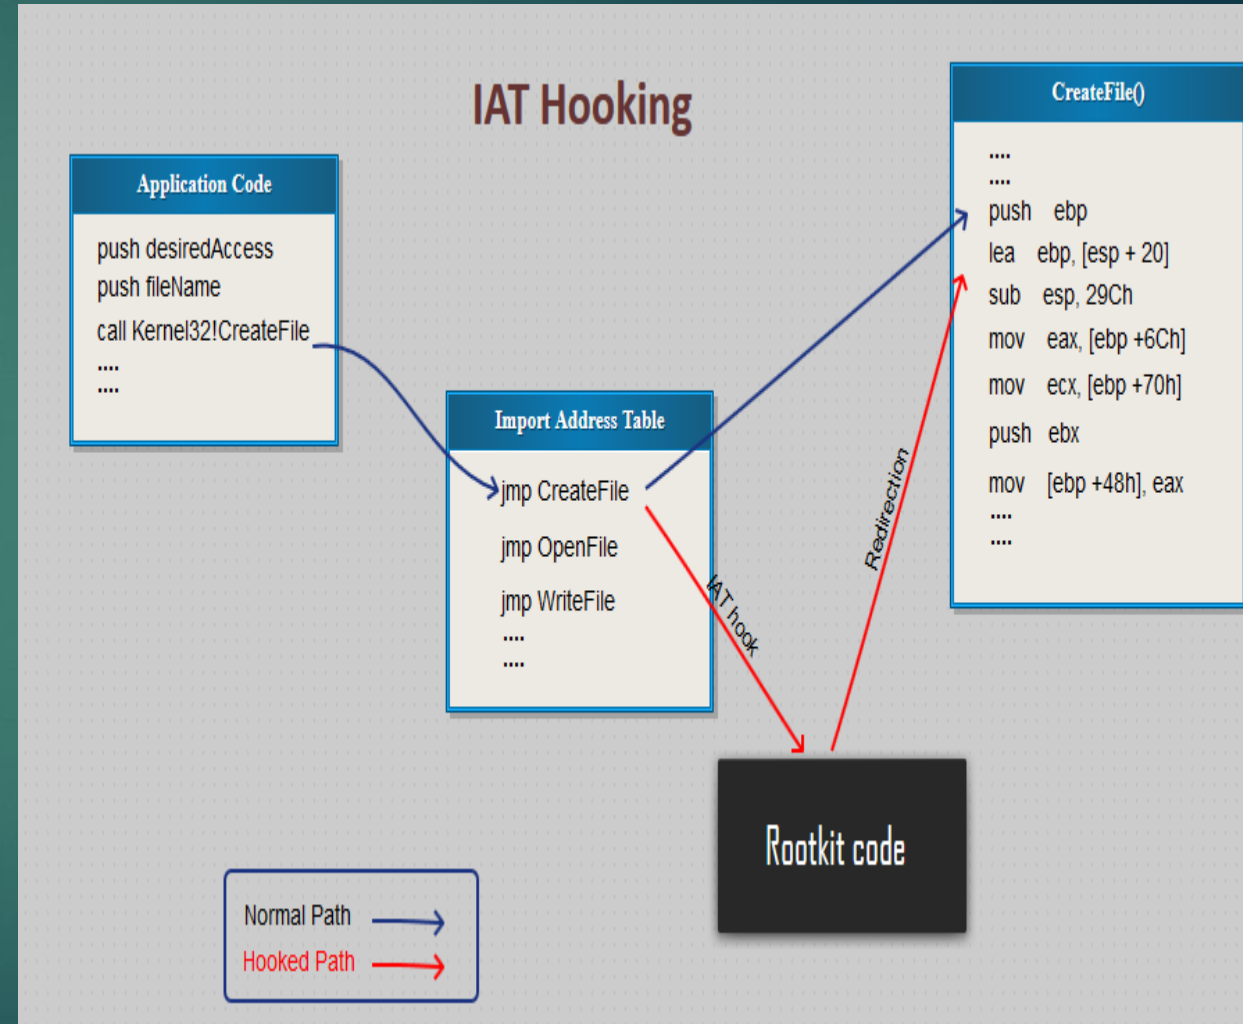 IAT Hooking
Application Code
push desiredAccess
push fileName
call Kernel32!CreateFile
....
....
Import Address Table
jmp CreateFile
jmp OpenFile
jmp WriteFile
....
....
CreateFile()
....
....
push ebp
lea ebp, [esp + 20]
sub esp, 29Ch
mov eax, [ebp +6Ch]
mov ecx, [ebp +70h]
push ebx
mov [ebp +48h], eax
....
....
IAT hook
Redirection
Rootkit code
Normal Path
Hooked Path